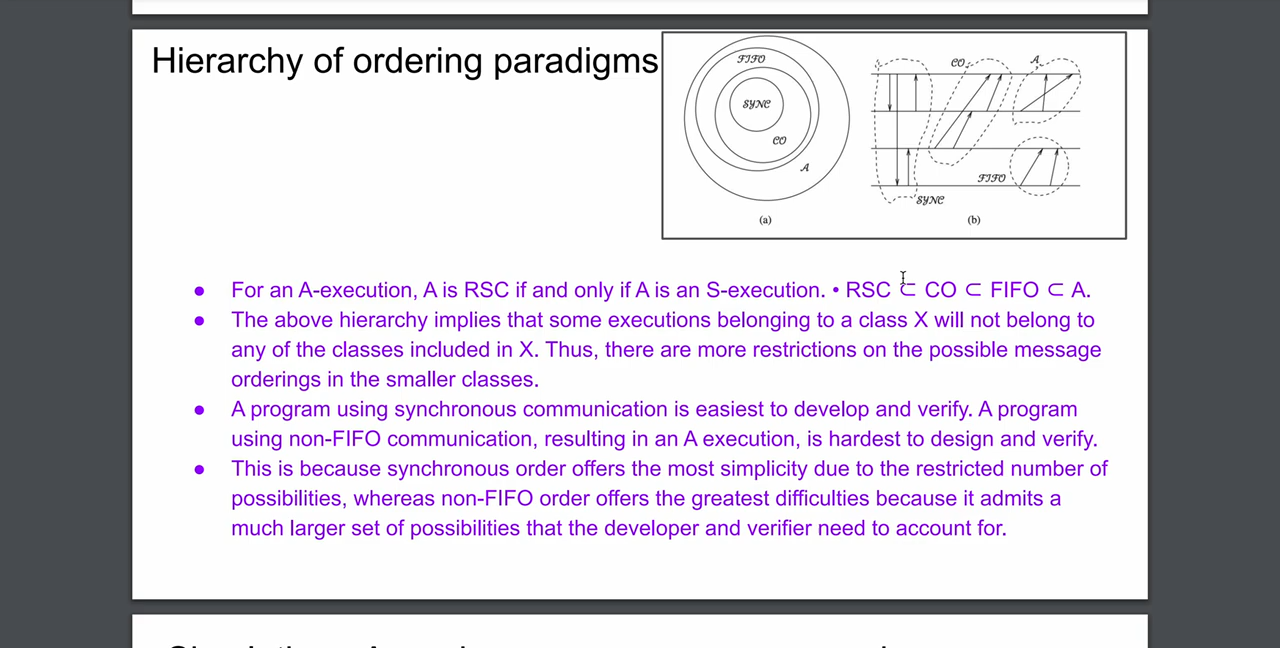 Hierarchy of ordering paradigms
FIFO
SYNC
CO
A
(a)
CO
A
FIFO
SYNC
(b)
● For an A-execution, A is RSC if and only if A is an S-execution. • RSC ⊂ CO ⊂ FIFO ⊂ A.
● The above hierarchy implies that some executions belonging to a class X will not belong to
any of the classes included in X. Thus, there are more restrictions on the possible message
orderings in the smaller classes.
● A program using synchronous communication is easiest to develop and verify. A program
using non-FIFO communication, resulting in an A execution, is hardest to design and verify.
● This is because synchronous order offers the most simplicity due to the restricted number of
possibilities, whereas non-FIFO order offers the greatest difficulties because it admits a
much larger set of possibilities that the developer and verifier need to account for.